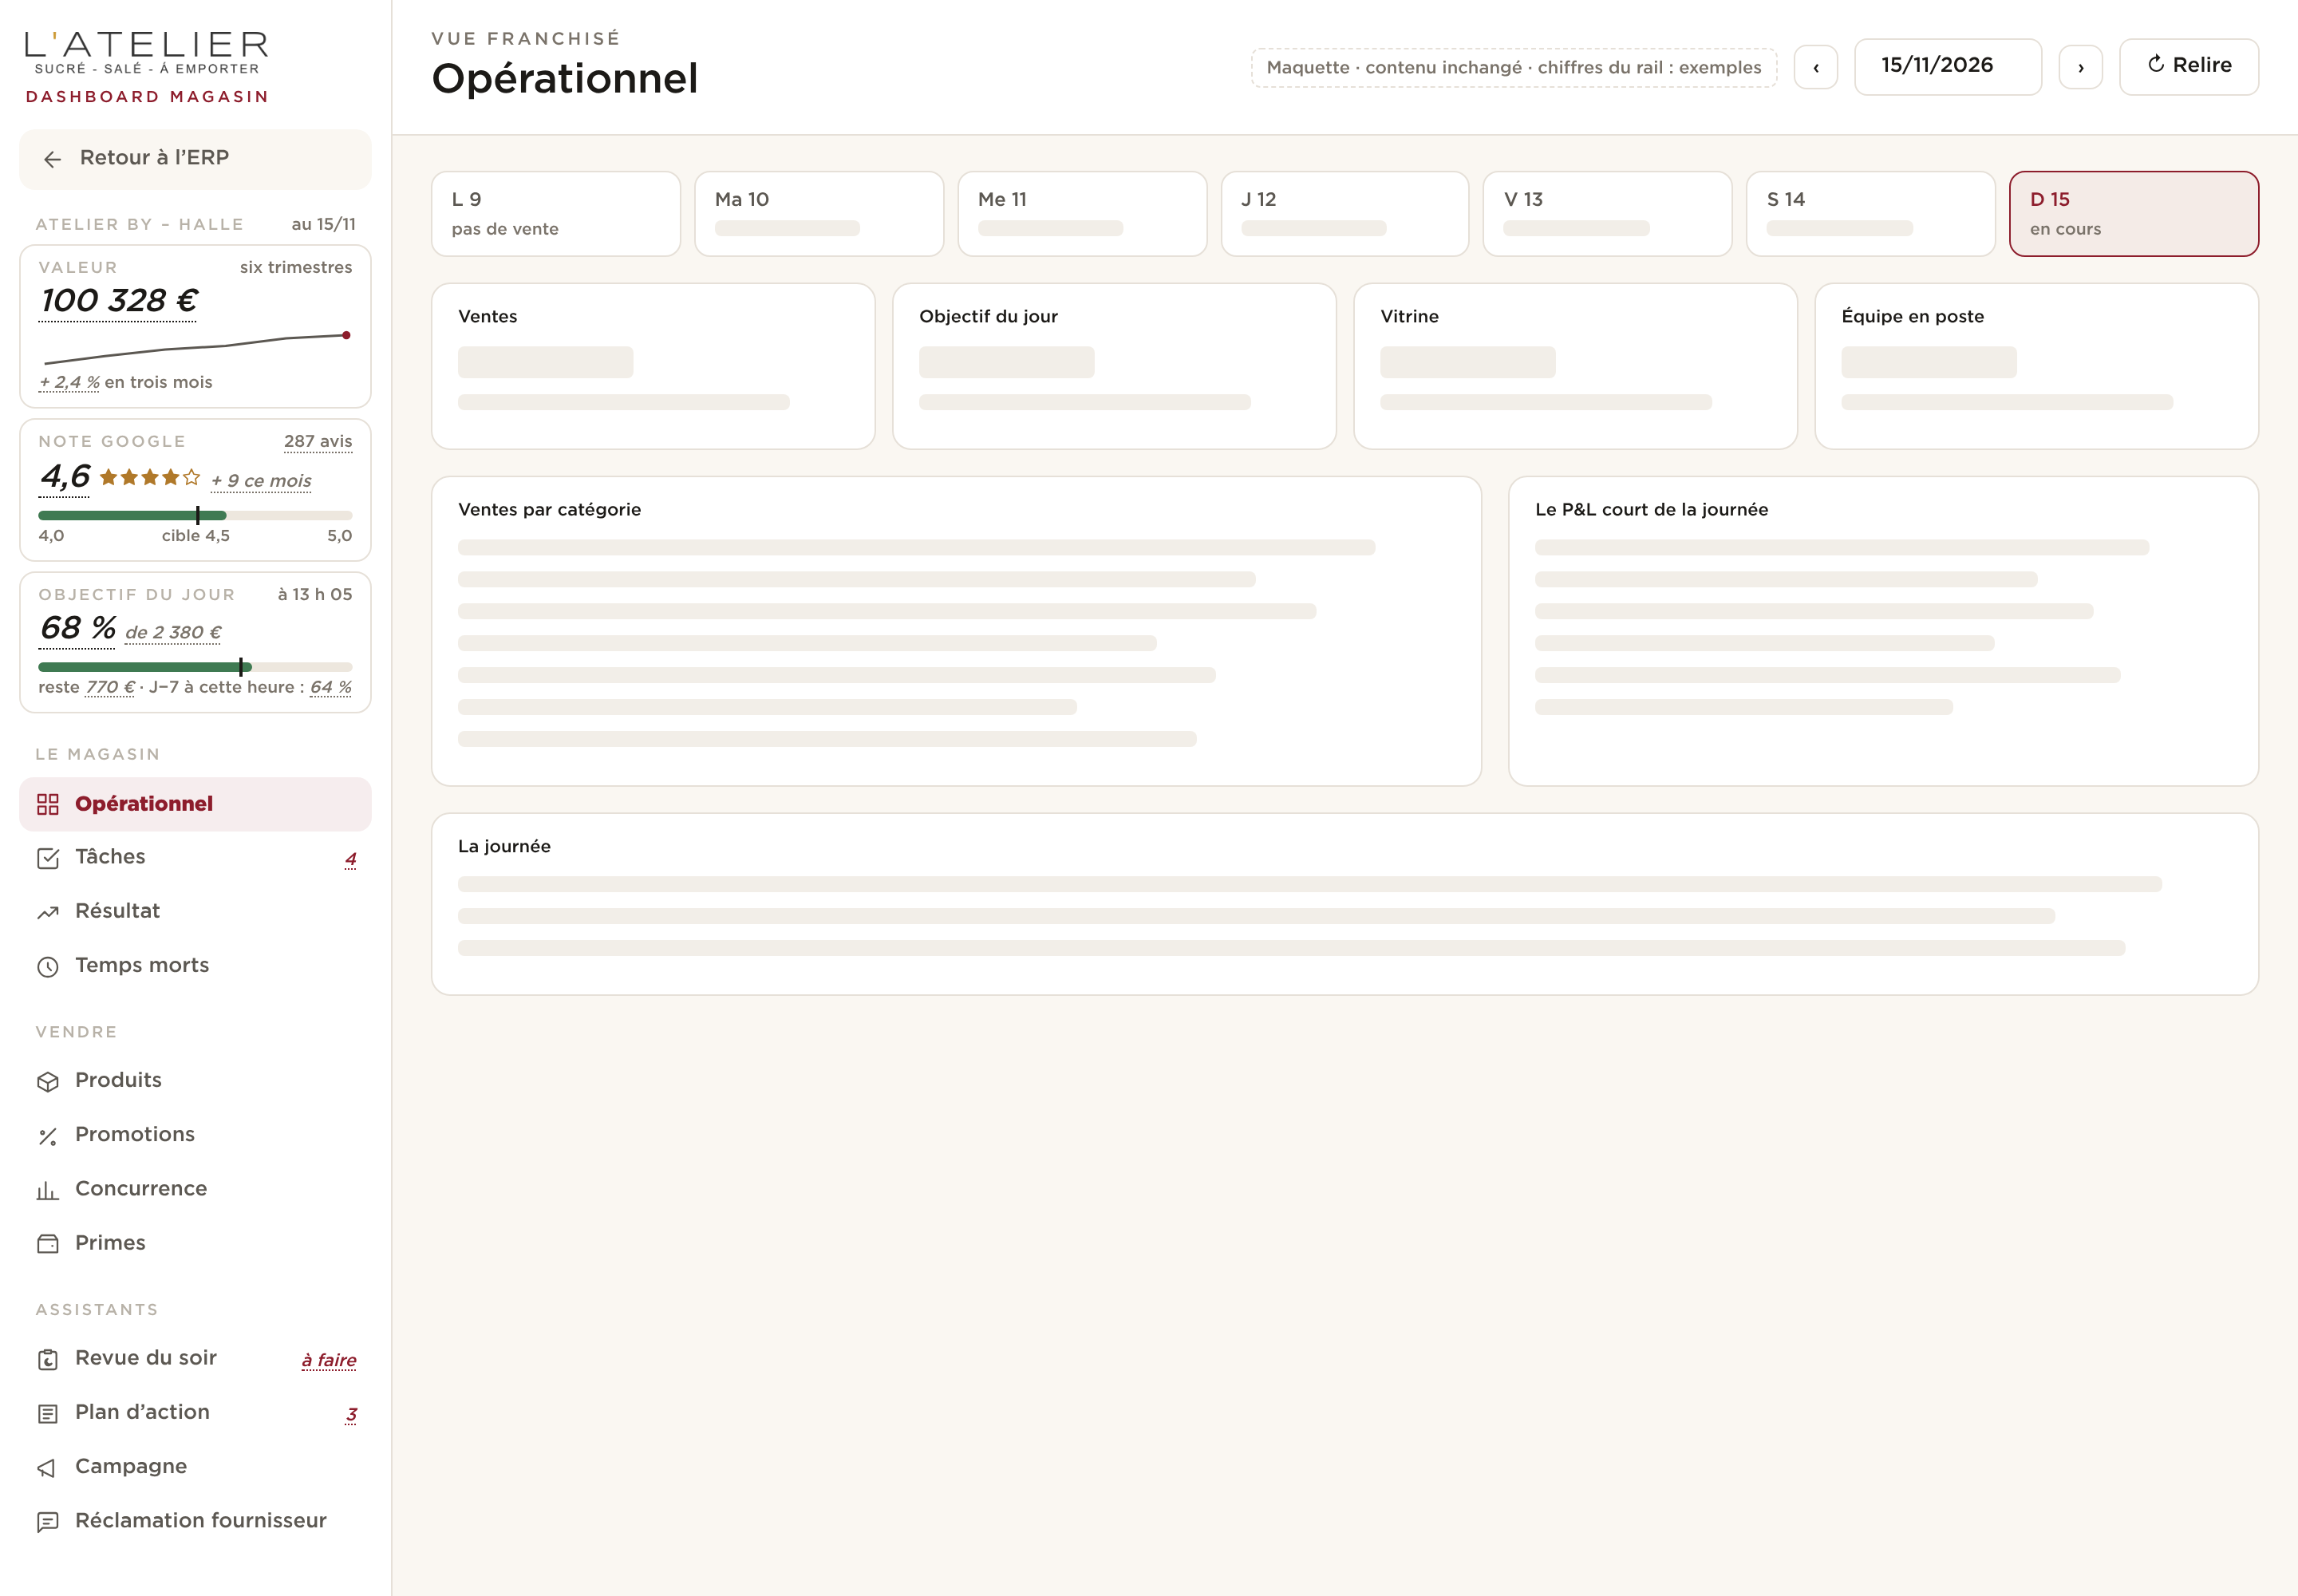 L'ATELIER
SUCRÉ - SALÉ - À EMPORTER
DASHBOARD MAGASIN
Retour à l’ERP
ATELIER BY – HALLE au 15/11
VALEUR six trimestres
100 328 €
+ 2,4 % en trois mois
NOTE GOOGLE 287 avis
4,6 + 9 ce mois
4,0 cible 4,5 5,0
OBJECTIF DU JOUR à 13 h 05
68 % de 2 380 €
reste 770 € · J−7 à cette heure : 64 %
LE MAGASIN
Opérationnel
Tâches 4
Résultat
Temps morts
VENDRE
Produits
Promotions
Concurrence
Primes
ASSISTANTS
Revue du soir à faire
Plan d’action 3
Campagne
Réclamation fournisseur
VUE FRANCHISÉ
Opérationnel
Maquette · contenu inchangé · chiffres du rail : exemples ‹ 15/11/2026 › Relire
L 9 Ma 10 Me 11 J 12 V 13 S 14 D 15
pas de vente en cours
Ventes Objectif du jour Vitrine Équipe en poste
Ventes par catégorie Le P&L court de la journée
La journée